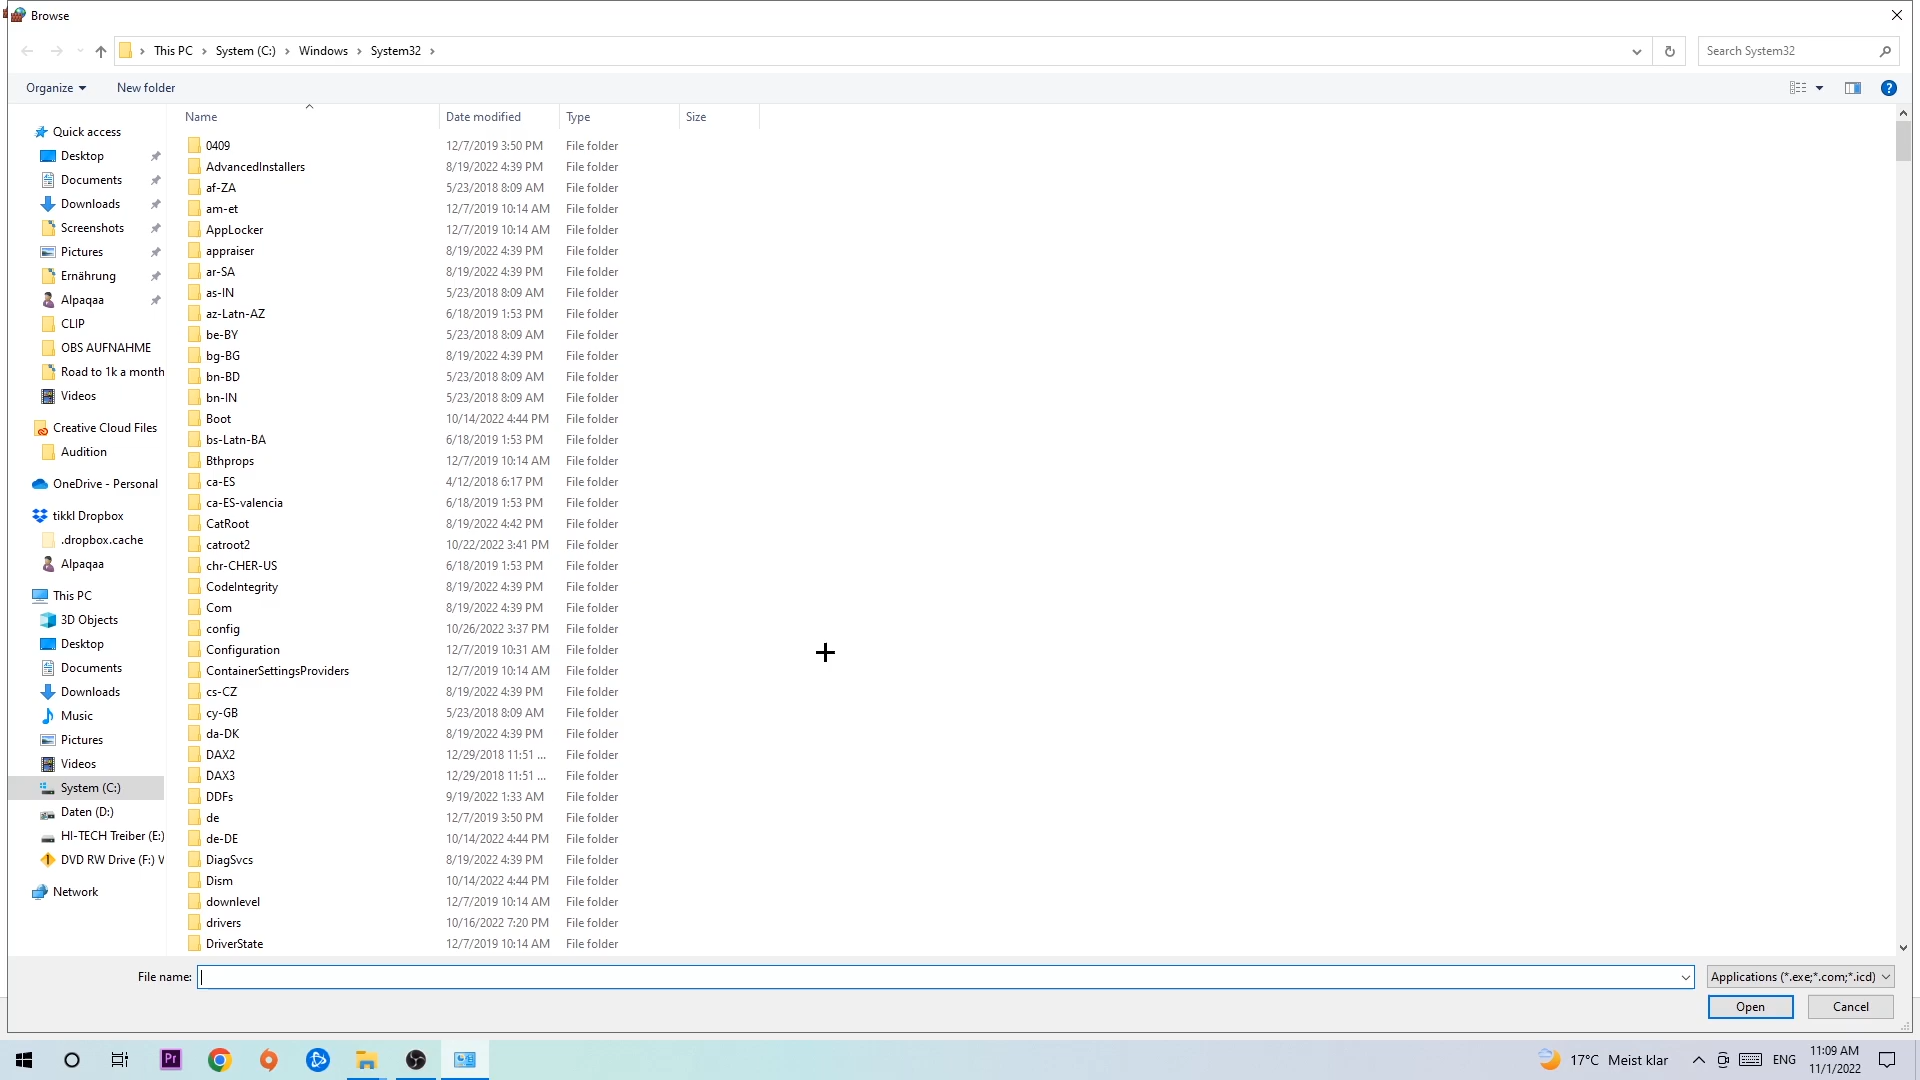 Browse
This PC System (C:) Windows System32
Search System32
Organize New folder
Name Date modified Type Size
Quick access
Desktop
Documents
Downloads
Screenshots
Pictures
Ernährung
Alpaqaa
CLIP
OBS AUFNAHME
Road to 1k a month
Videos
Creative Cloud Files
Audition
OneDrive - Personal
tikkl Dropbox
.dropbox.cache
Alpaqaa
This PC
3D Objects
Desktop
Documents
Downloads
Music
Pictures
Videos
System (C:)
Daten (D:)
HI-TECH Treiber (E:)
DVD RW Drive (F:) V
Network
0409 12/7/2019 3:50 PM File folder
AdvancedInstallers 8/19/2022 4:39 PM File folder
af-ZA 5/23/2018 8:09 AM File folder
am-et 12/7/2019 10:14 AM File folder
AppLocker 12/7/2019 10:14 AM File folder
appraiser 8/19/2022 4:39 PM File folder
ar-SA 8/19/2022 4:39 PM File folder
as-IN 5/23/2018 8:09 AM File folder
az-Latn-AZ 6/18/2019 1:53 PM File folder
be-BY 5/23/2018 8:09 AM File folder
bg-BG 8/19/2022 4:39 PM File folder
bn-BD 5/23/2018 8:09 AM File folder
bn-IN 5/23/2018 8:09 AM File folder
Boot 10/14/2022 4:44 PM File folder
bs-Latn-BA 6/18/2019 1:53 PM File folder
Bthprops 12/7/2019 10:14 AM File folder
ca-ES 4/12/2018 6:17 PM File folder
ca-ES-valencia 6/18/2019 1:53 PM File folder
CatRoot 8/19/2022 4:42 PM File folder
catroot2 10/22/2022 3:41 PM File folder
chr-CHER-US 6/18/2019 1:53 PM File folder
CodeIntegrity 8/19/2022 4:39 PM File folder
Com 8/19/2022 4:39 PM File folder
config 10/26/2022 3:37 PM File folder
Configuration 12/7/2019 10:31 AM File folder
ContainerSettingsProviders 12/7/2019 10:14 AM File folder
cs-CZ 8/19/2022 4:39 PM File folder
cy-GB 5/23/2018 8:09 AM File folder
da-DK 8/19/2022 4:39 PM File folder
DAX2 12/29/2018 11:51 ... File folder
DAX3 12/29/2018 11:51 ... File folder
DDFs 9/19/2022 1:33 AM File folder
de 12/7/2019 3:50 PM File folder
de-DE 10/14/2022 4:44 PM File folder
DiagSvcs 8/19/2022 4:39 PM File folder
Dism 10/14/2022 4:44 PM File folder
downlevel 12/7/2019 10:14 AM File folder
drivers 10/16/2022 7:20 PM File folder
DriverState 12/7/2019 10:14 AM File folder
File name: Applications (*.exe;*.com;*.icd)
Open Cancel
Pr
17°C Meist klar ENG 11:09 AM
11/1/2022